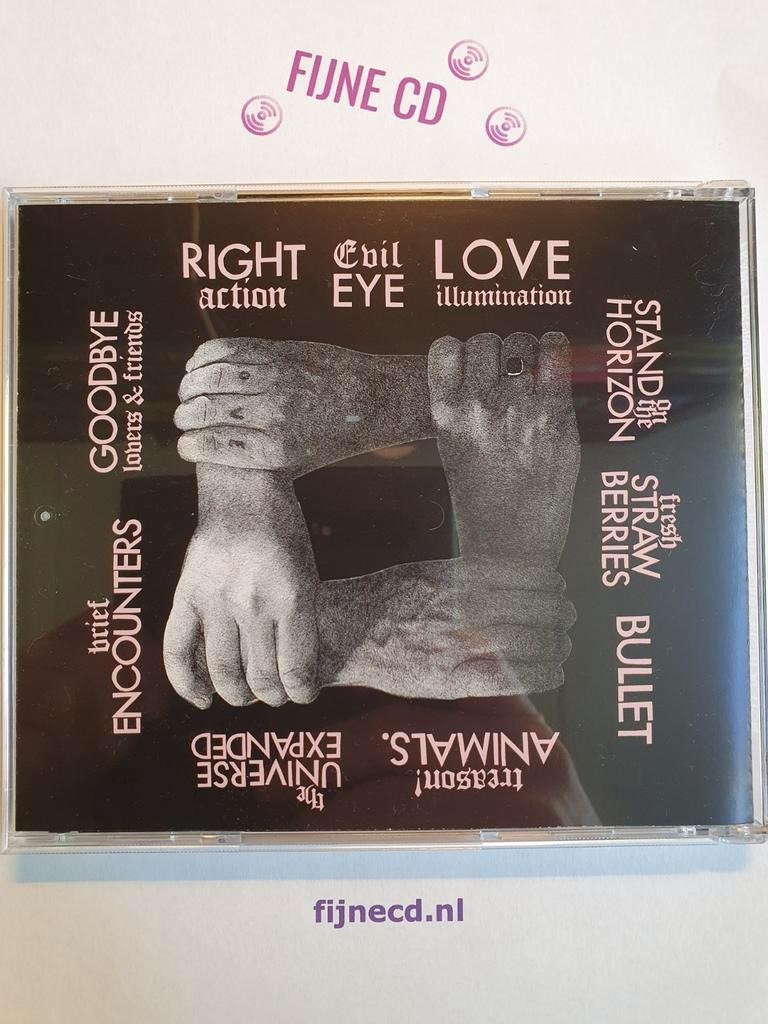 FIJNE CD
RIGHT
action
Evil
EYE
LOVE
illumination
STAND on
the
HORIZON
fresh
STRAW
BERRIES
BULLET
treason!
ANIMALS.
the
UNIVERSE
EXPANDED
brief
ENCOUNTERS
GOODBYE
lovers & friends
O
V
E
fijnecd.nl